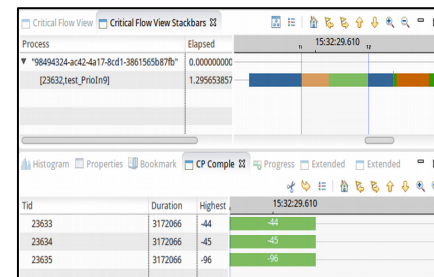 Critical Flow View Critical Flow View Stackbars
Process Elapsed 15:32:29.610
"98494324-ac42-4a17-8cd1-3861565b87fb" 0.000000000
[23632,test_PrioIn9] 1.295653857
Histogram Properties Bookmark CP Comple Progress Extended Extended
Tid Duration Highest 15:32:29.610
23633 3172066 -44 -44
23634 3172066 -45 -45
23635 3172066 -96 -96